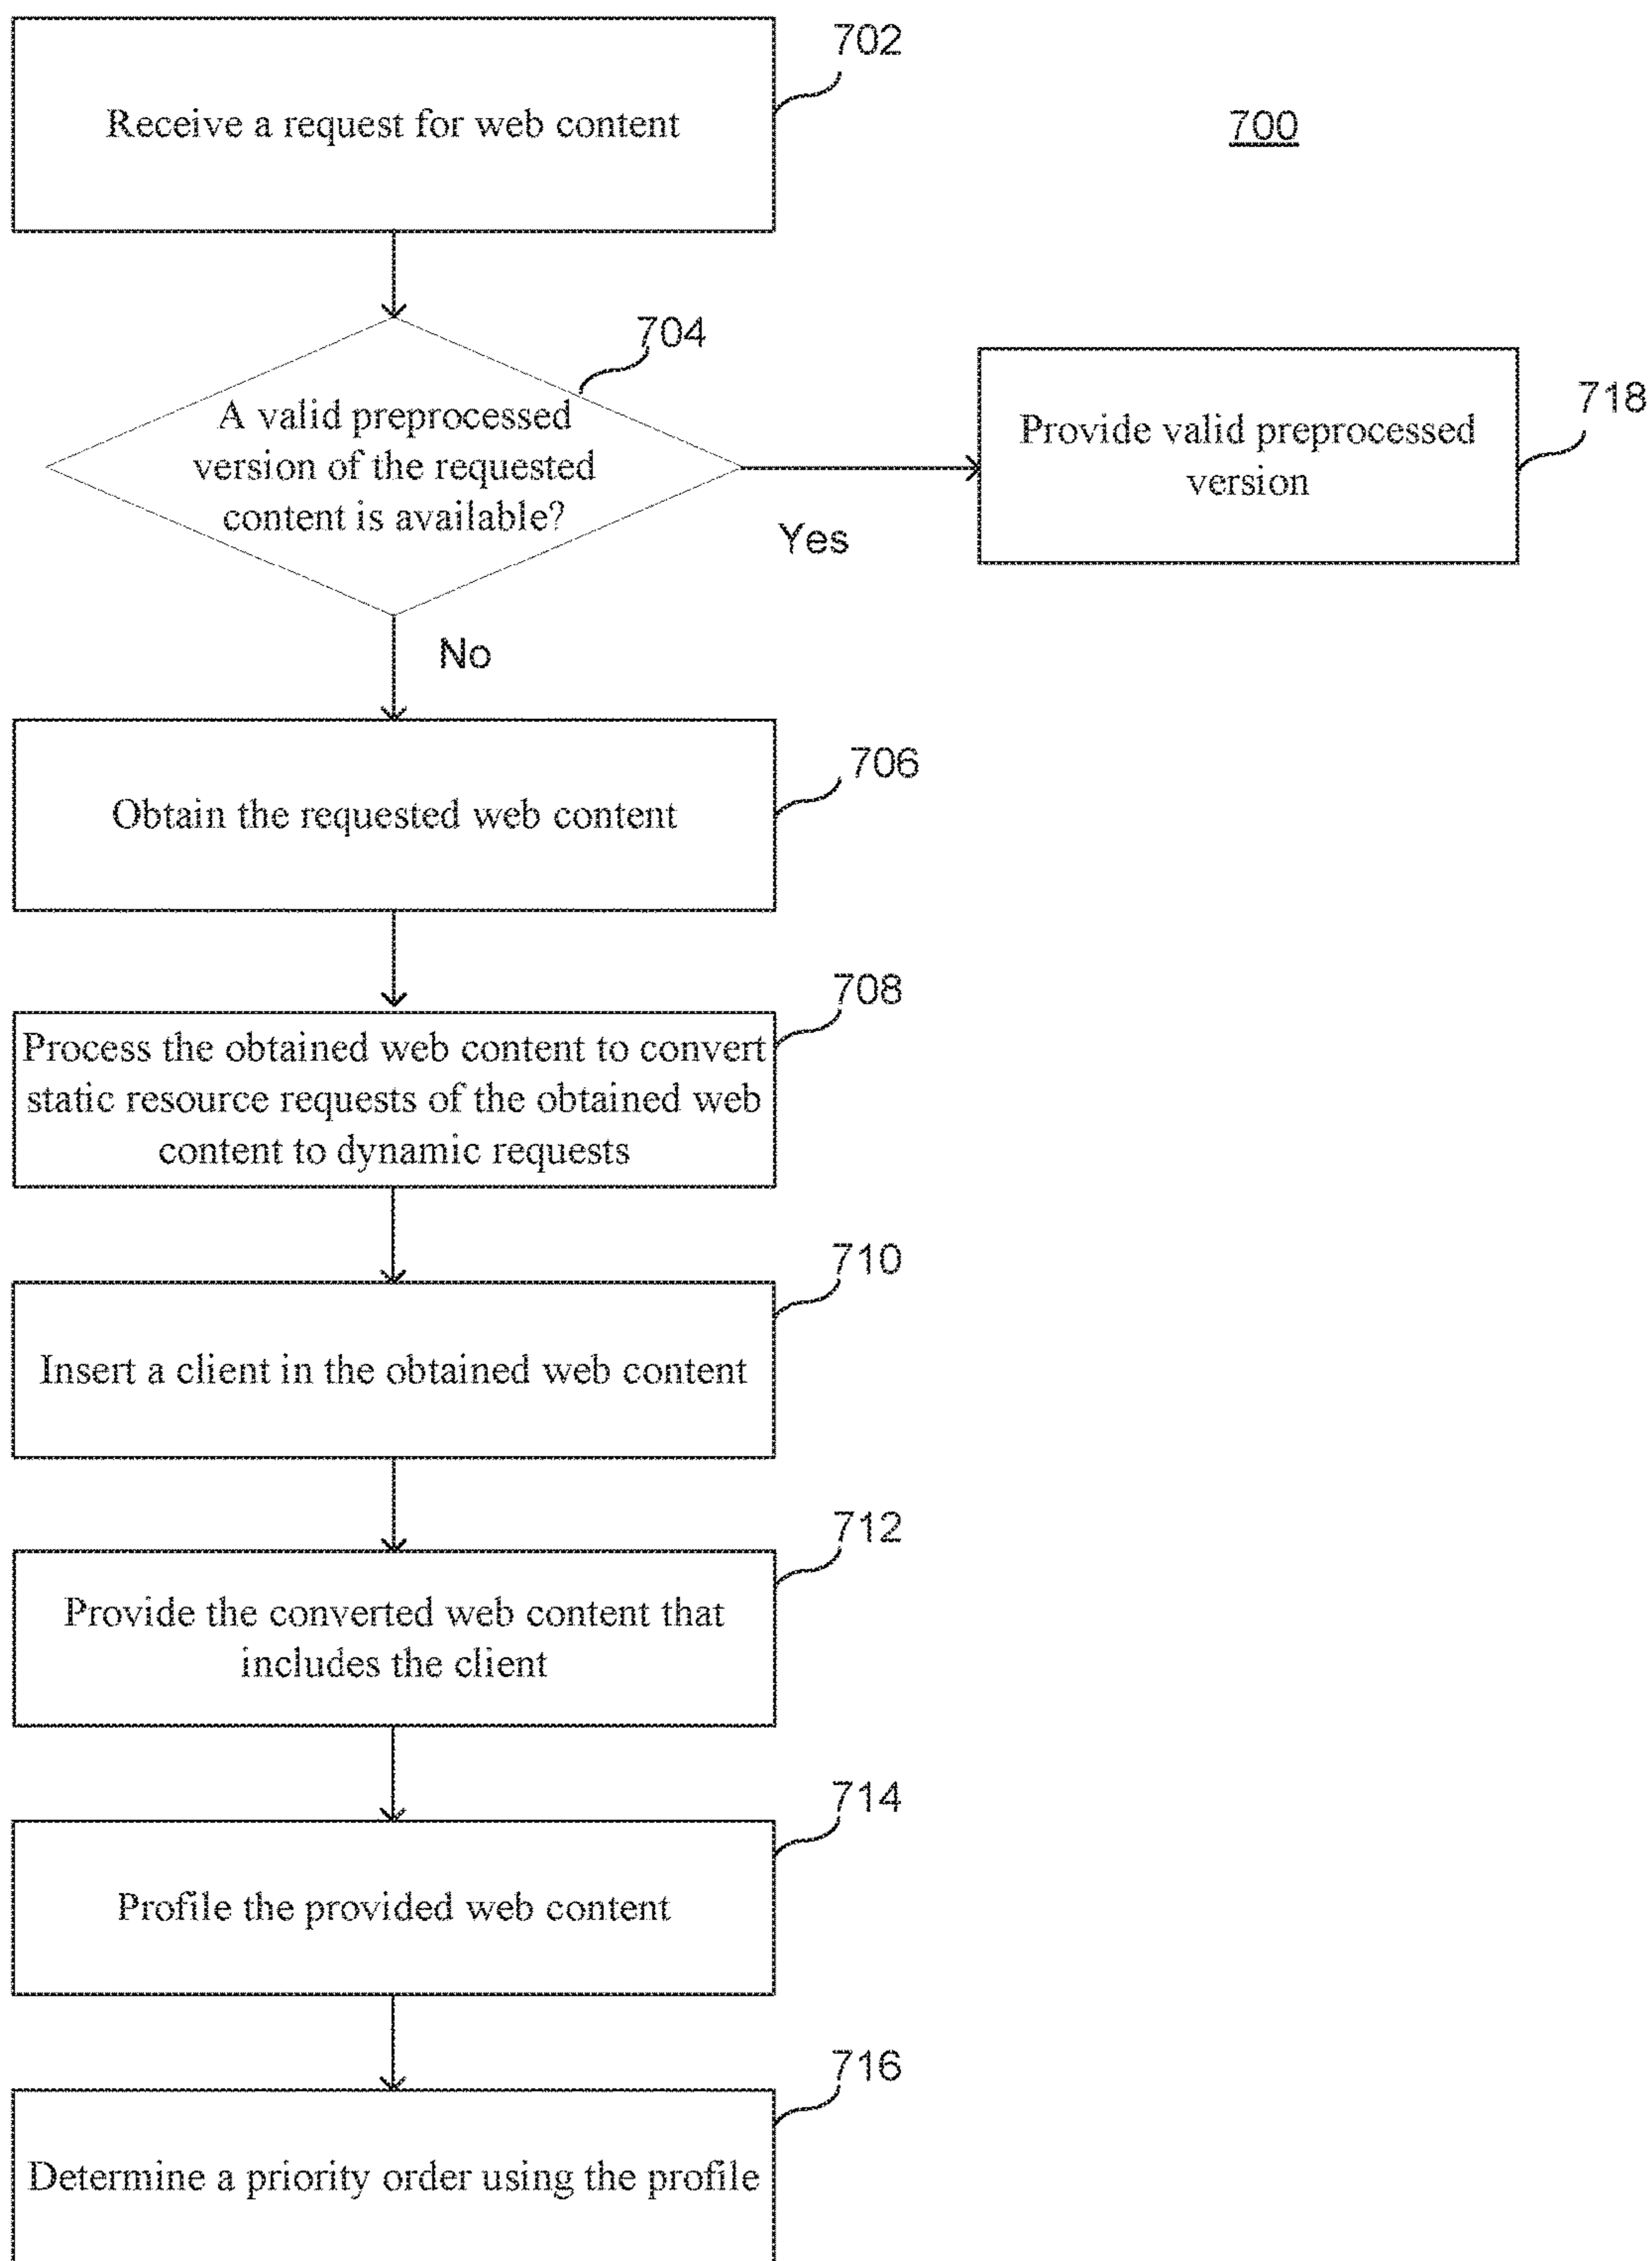 702
Receive a request for web content
700
704
A valid preprocessed
version of the requested
content is available?
718
Provide valid preprocessed
version
Yes
No
706
Obtain the requested web content
708
Process the obtained web content to convert
static resource requests of the obtained web
content to dynamic requests
710
Insert a client in the obtained web content
712
Provide the converted web content that
includes the client
714
Profile the provided web content
716
Determine a priority order using the profile